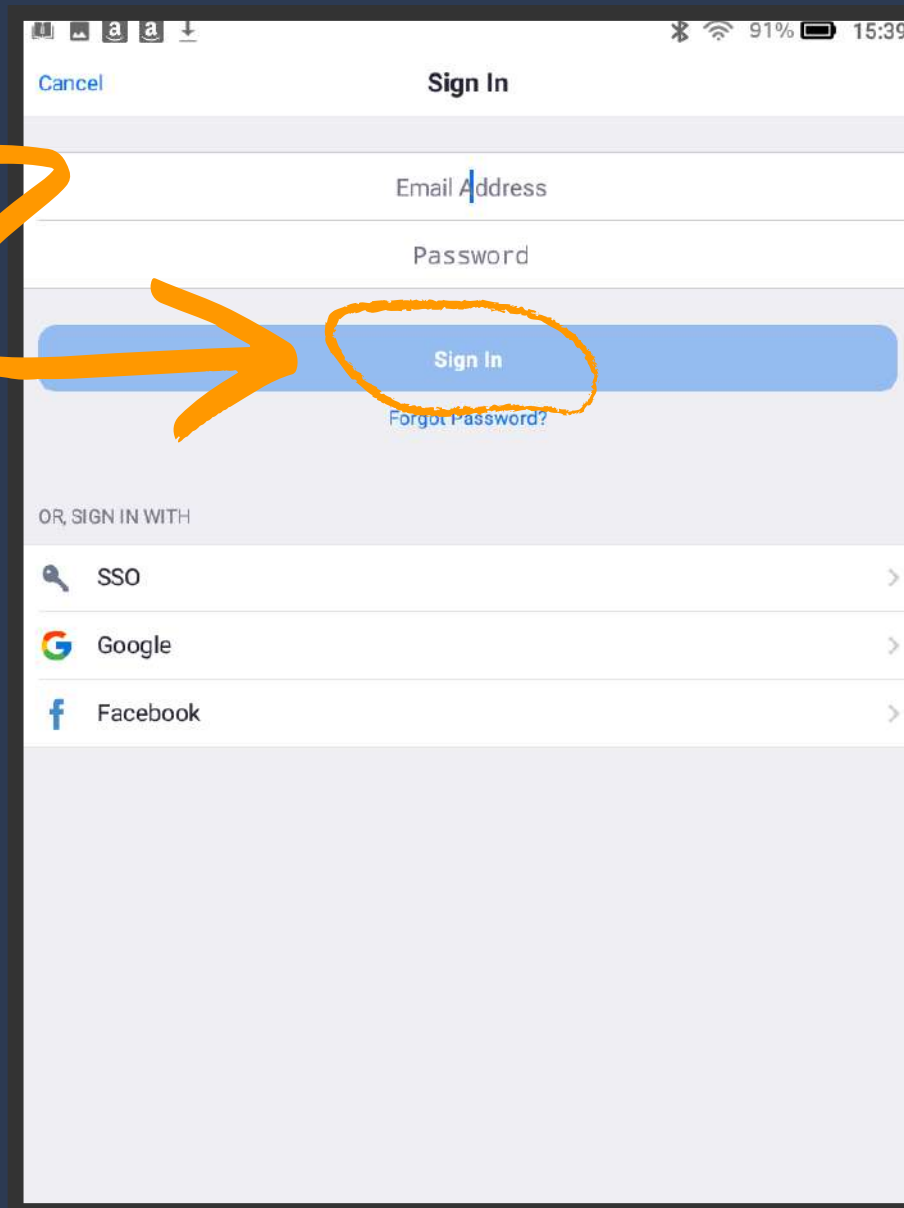 91% 15:39
Cancel Sign In
Email Address
Password
Sign In
Forgot Password?
OR, SIGN IN WITH
SSO
Google
Facebook